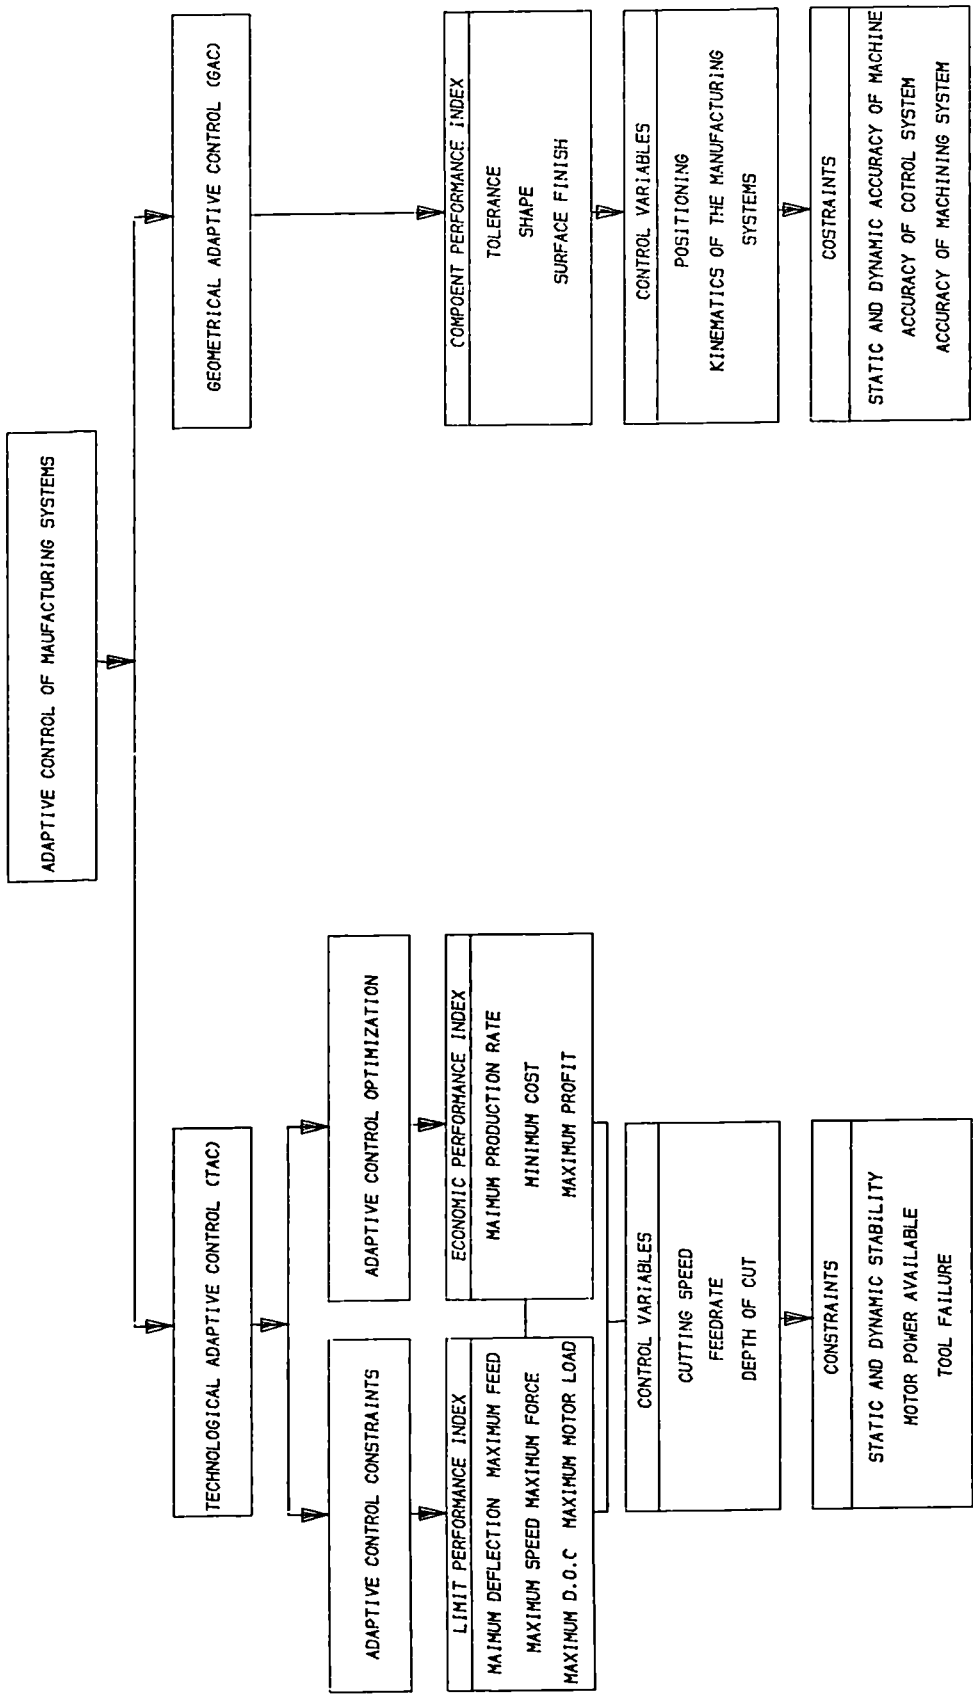 ADAPTIVE CONTROL OF MAUFACTURING SYSTEMS
TECHNOLOGICAL ADAPTIVE CONTROL (TAC)
GEOMETRICAL ADAPTIVE CONTROL (GAC)
ADAPTIVE CONTROL CONSTRAINTS
ADAPTIVE CONTROL OPTIMIZATION
LIMIT PERFORMANCE INDEX
MAIMUM DEFLECTION MAXIMUM FEED
MAXIMUM SPEED MAXIMUM FORCE
MAXIMUM D.O.C MAXIMUM MOTOR LOAD
ECONOMIC PERFORMANCE INDEX
MAIMUM PRODUCTION RATE
MINIMUM COST
MAXIMUM PROFIT
COMPOENT PERFORMANCE INDEX
TOLERANCE
SHAPE
SURFACE FINISH
CONTROL VARIABLES
CUTTING SPEED
FEEDRATE
DEPTH OF CUT
CONTROL VARIABLES
POSITIONING
KINEMATICS OF THE MANUFACTURING
SYSTEMS
CONSTRAINTS
STATIC AND DYNAMIC STABILITY
MOTOR POWER AVAILABLE
TOOL FAILURE
COSTRAINTS
STATIC AND DYNAMIC ACCURACY OF MACHINE
ACCURACY OF COTROL SYSTEM
ACCURACY OF MACHINING SYSTEM